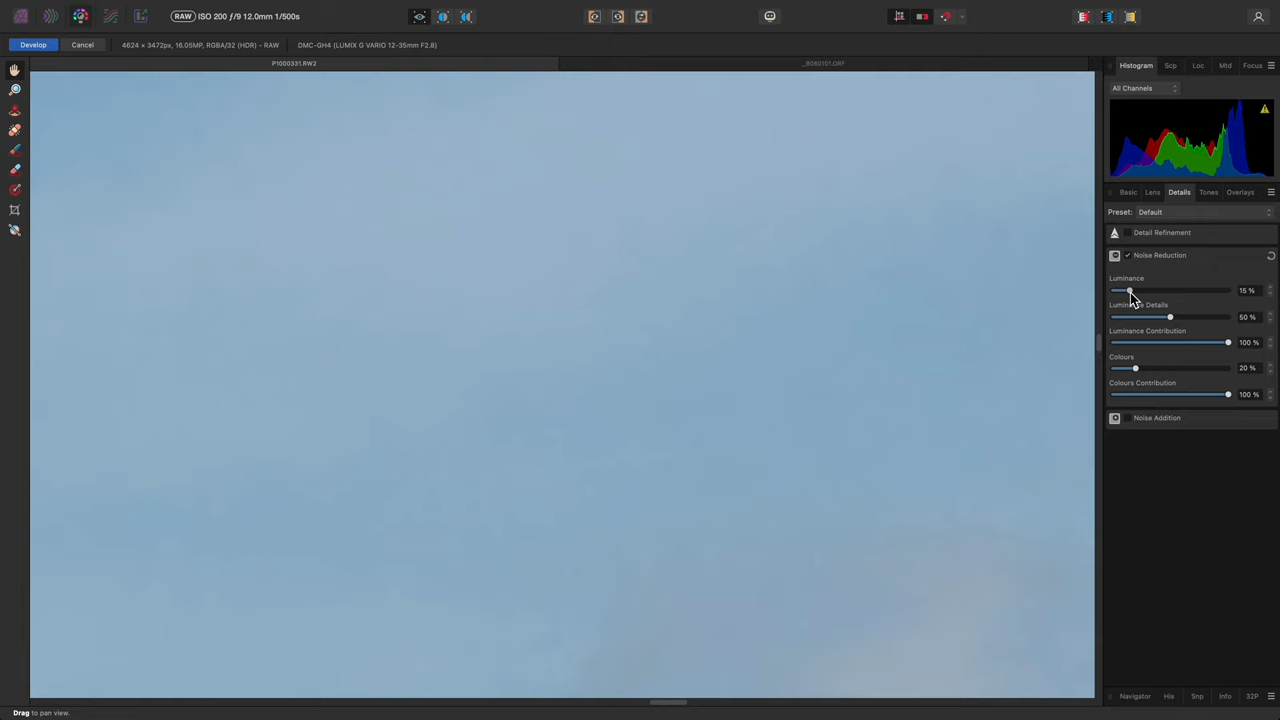 RAW ISO 200 f/9 12.0mm 1/500s
Develop Cancel 4624 × 3472px, 16.05MP, RGBA/32 (HDR) - RAW DMC-GH4 (LUMIX G VARIO 12-35mm F2.8)
P1000331.RW2 _B060101.ORF
Histogram Scp Loc Mtd Focus
All Channels
Basic Lens Details Tones Overlays
Preset: Default
Detail Refinement
Noise Reduction
Luminance
15 %
Luminance Details
50 %
Luminance Contribution
100 %
Colours
20 %
Colours Contribution
100 %
Noise Addition
Navigator His Snp Info 32P
Drag to pan view.